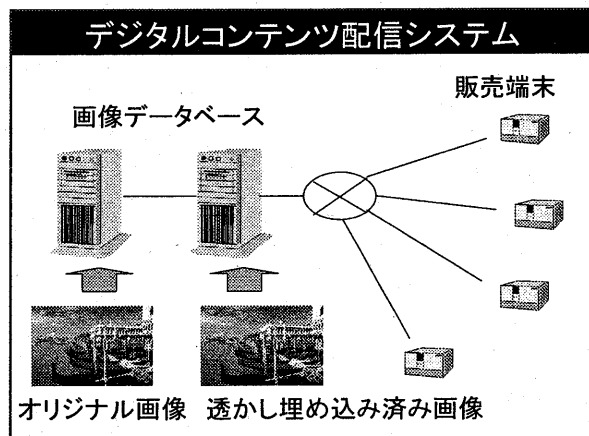 デジタルコンテンツ配信システム
販売端末
画像データベース
オリジナル画像 透かし埋め込み済み画像